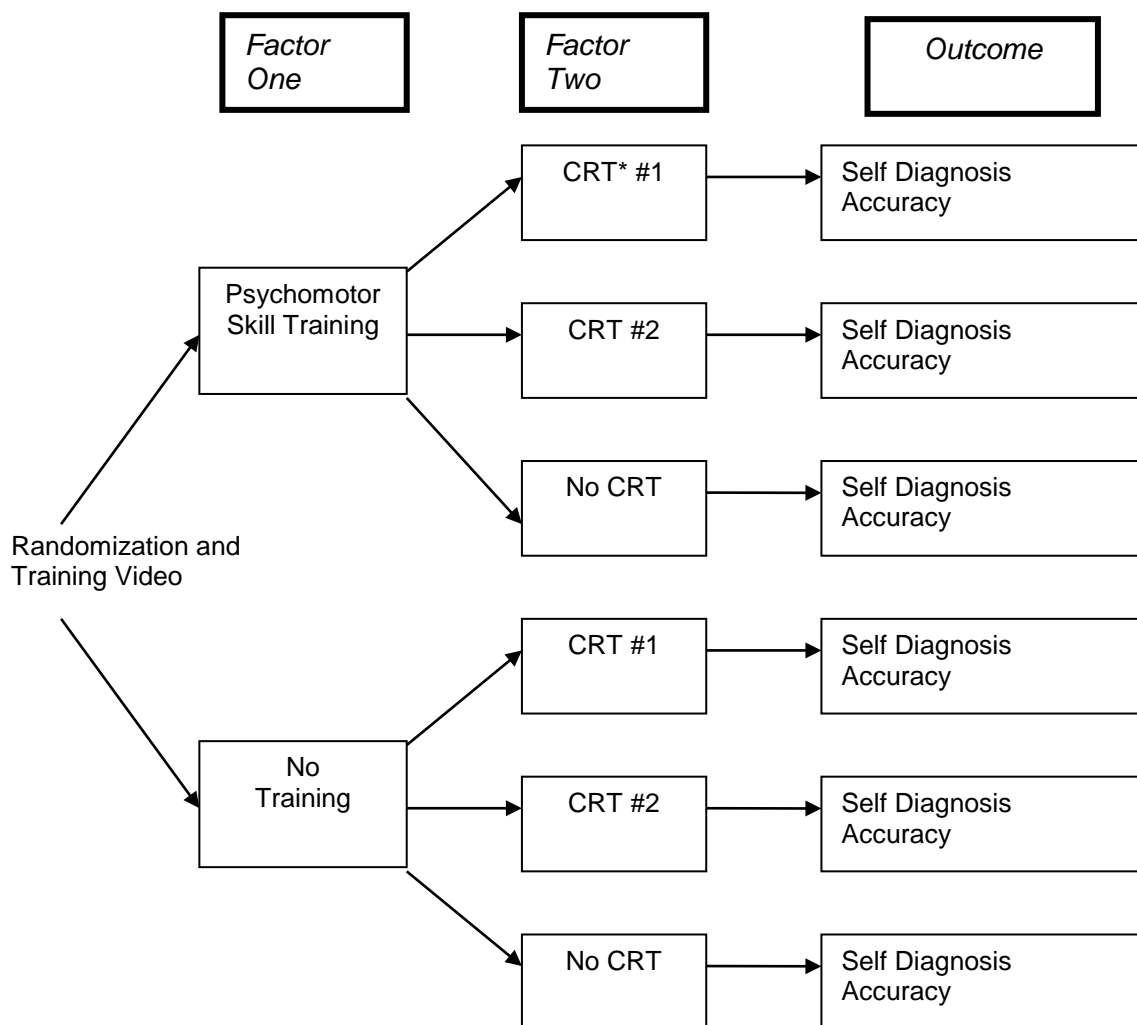 Factor
One
Factor
Two
Outcome
CRT* #1
Self Diagnosis
Accuracy
Psychomotor
Skill Training
CRT #2
Self Diagnosis
Accuracy
No CRT
Self Diagnosis
Accuracy
Randomization and
Training Video
CRT #1
Self Diagnosis
Accuracy
No
Training
CRT #2
Self Diagnosis
Accuracy
No CRT
Self Diagnosis
Accuracy